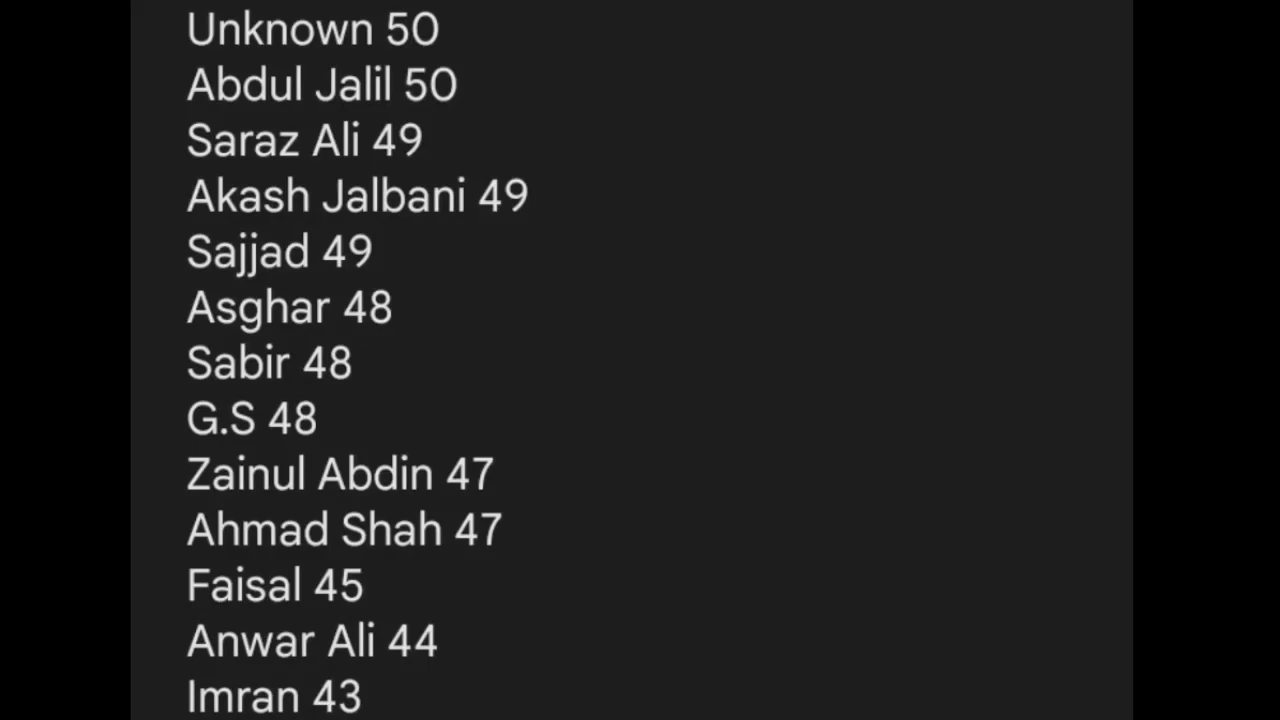 Unknown 50
Abdul Jalil 50
Saraz Ali 49
Akash Jalbani 49
Sajjad 49
Asghar 48
Sabir 48
G.S 48
Zainul Abdin 47
Ahmad Shah 47
Faisal 45
Anwar Ali 44
Imran 43